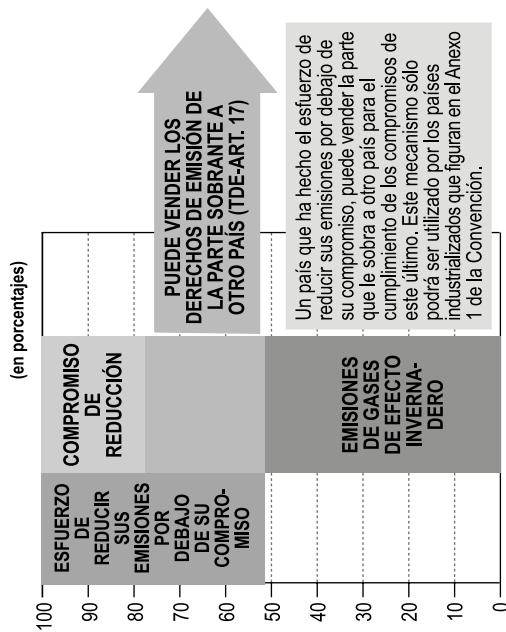 (en porcentajes)
100
90
80
70
60
50
40
30
20
10
0
ESFUERZO
DE
REDUCIR
SUS
EMISIONES
POR
DEBAJO
DE SU
COMPRO-
MISO
COMPROMISO
DE
REDUCCIÓN
EMISIONES
DE GASES
DE EFECTO
INVERNA-
DERO
PUEDE VENDER LOS
DERECHOS DE EMISIÓN DE
LA PARTE SOBRANTE A
OTRO PAÍS (TDE-ART. 17)
Un país que ha hecho el esfuerzo de
reducir sus emisiones por debajo de
su compromiso, puede vender la parte
que le sobra a otro país para el
cumplimiento de los compromisos de
este último. Este mecanismo sólo
podrá ser utilizado por los países
industrializados que figuran en el Anexo
1 de la Convención.